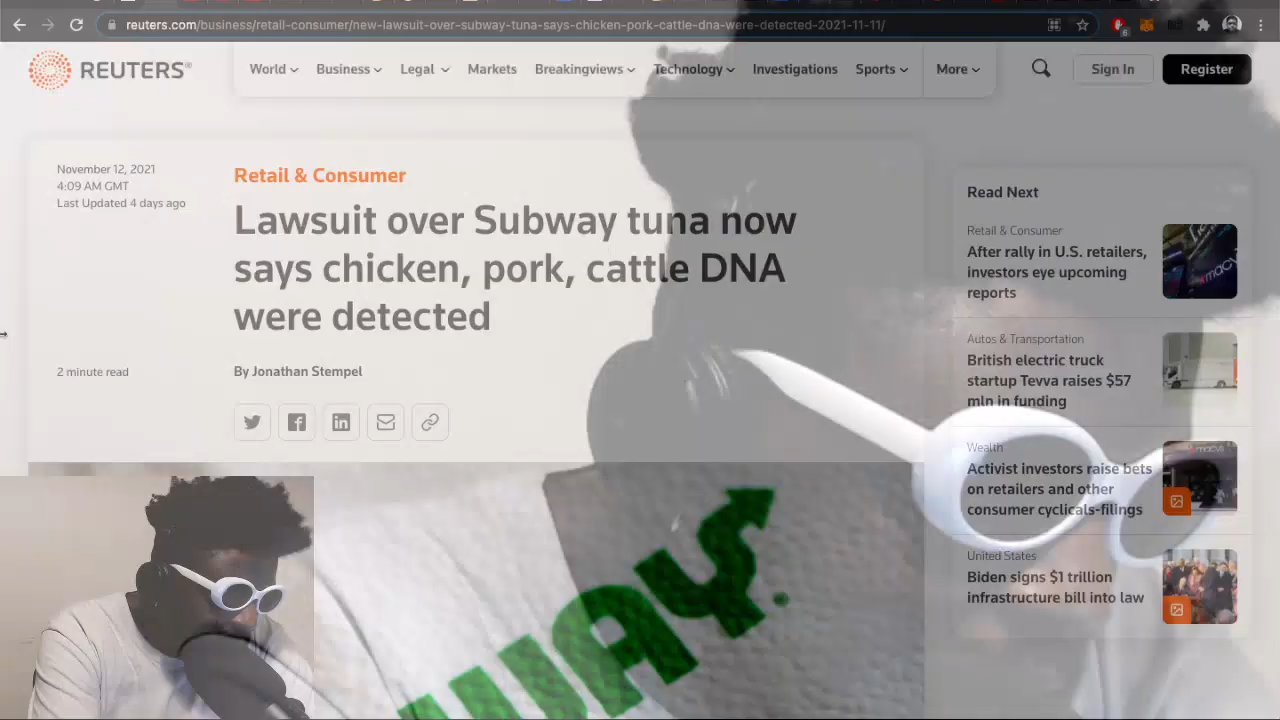 reuters.com/business/retail-consumer/new-lawsuit-over-subway-tuna-says-chicken-pork-cattle-dna-were-detected-2021-11-11/
6
REUTERS®
World
Business
Legal
Markets
Breakingviews
Technology
Investigations
Sports
More
Sign In
Register
November 12, 2021
4:09 AM GMT
Last Updated 4 days ago
Retail & Consumer
Lawsuit over Subway tuna now
says chicken, pork, cattle DNA
were detected
2 minute read
By Jonathan Stempel
Read Next
Retail & Consumer
After rally in U.S. retailers,
investors eye upcoming
reports
Autos & Transportation
British electric truck
startup Tevva raises $57
mln in funding
Wealth
Activist investors raise bets
on retailers and other
consumer cyclicals-filings
United States
Biden signs $1 trillion
infrastructure bill into law
WAY